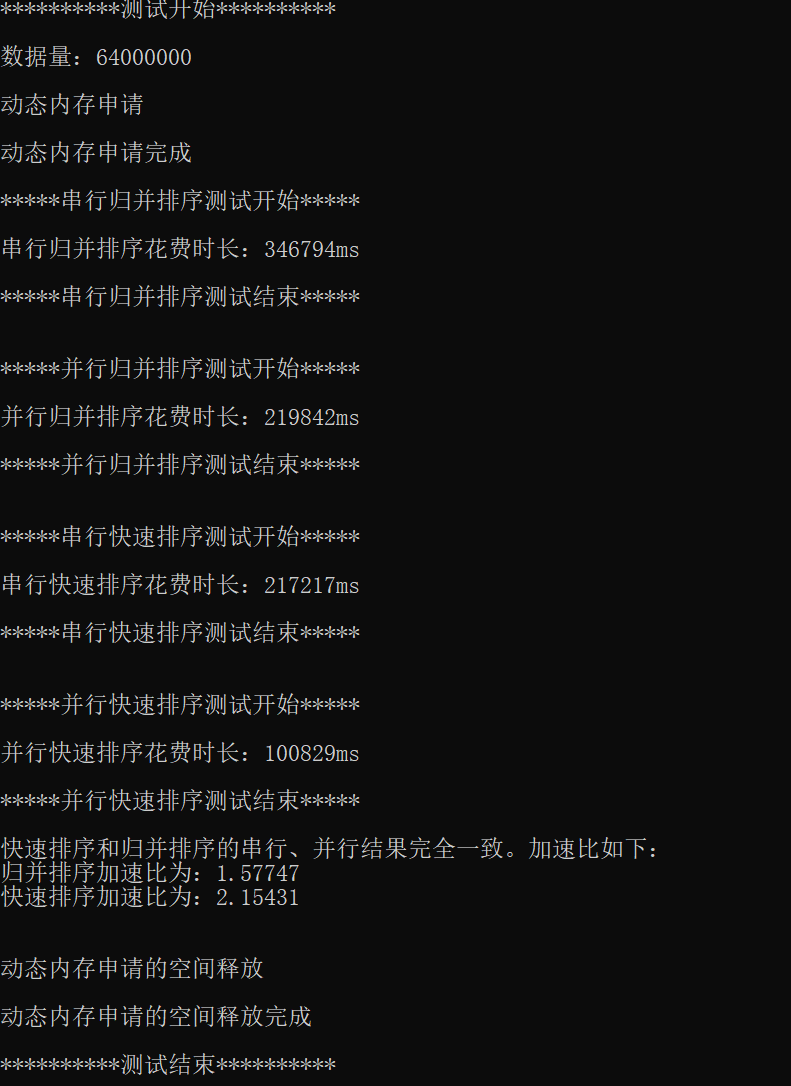 **********测试开始**********
数据量：64000000
动态内存申请
动态内存申请完成
*****串行归并排序测试开始*****
串行归并排序花费时长：346794ms
*****串行归并排序测试结束*****
*****并行归并排序测试开始*****
并行归并排序花费时长：219842ms
*****并行归并排序测试结束*****
*****串行快速排序测试开始*****
串行快速排序花费时长：217217ms
*****串行快速排序测试结束*****
*****并行快速排序测试开始*****
并行快速排序花费时长：100829ms
*****并行快速排序测试结束*****
快速排序和归并排序的串行、并行结果完全一致。加速比如下：
归并排序加速比为：1.57747
快速排序加速比为：2.15431
动态内存申请的空间释放
动态内存申请的空间释放完成
**********测试结束**********